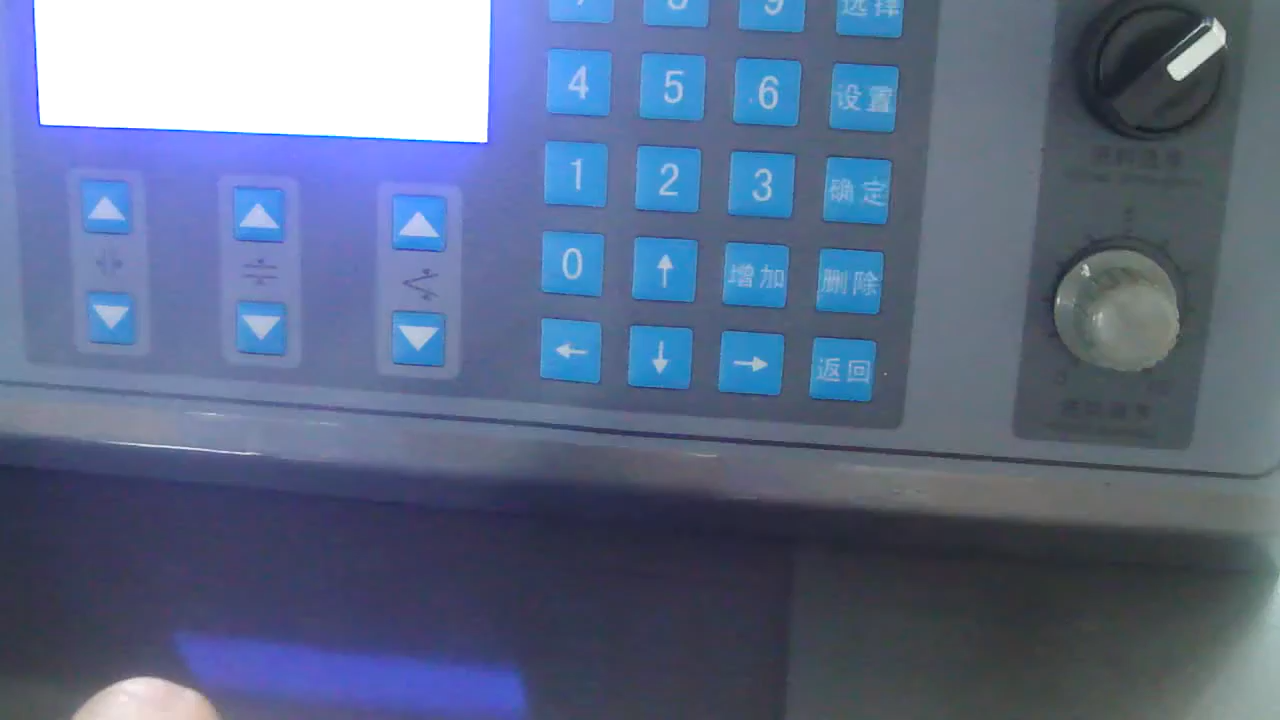 7 8 9 选择
4 5 6 设置
1 2 3 确定
0 ↑ 增加 删除
← ↓ → 返回